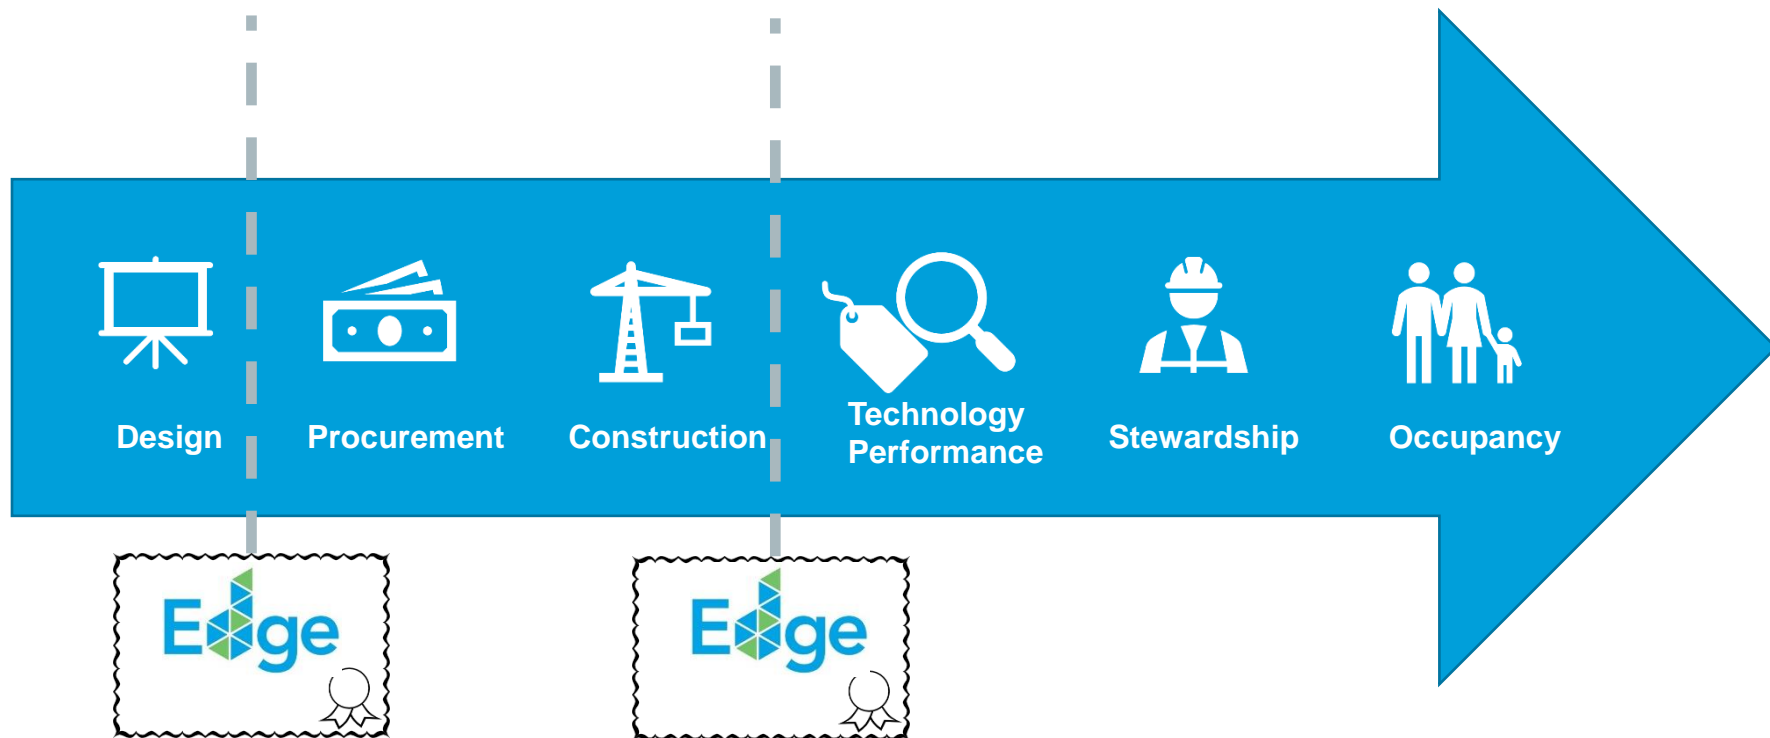 Design
Procurement
Construction
Technology
Performance
Stewardship
Occupancy
Edge
Edge